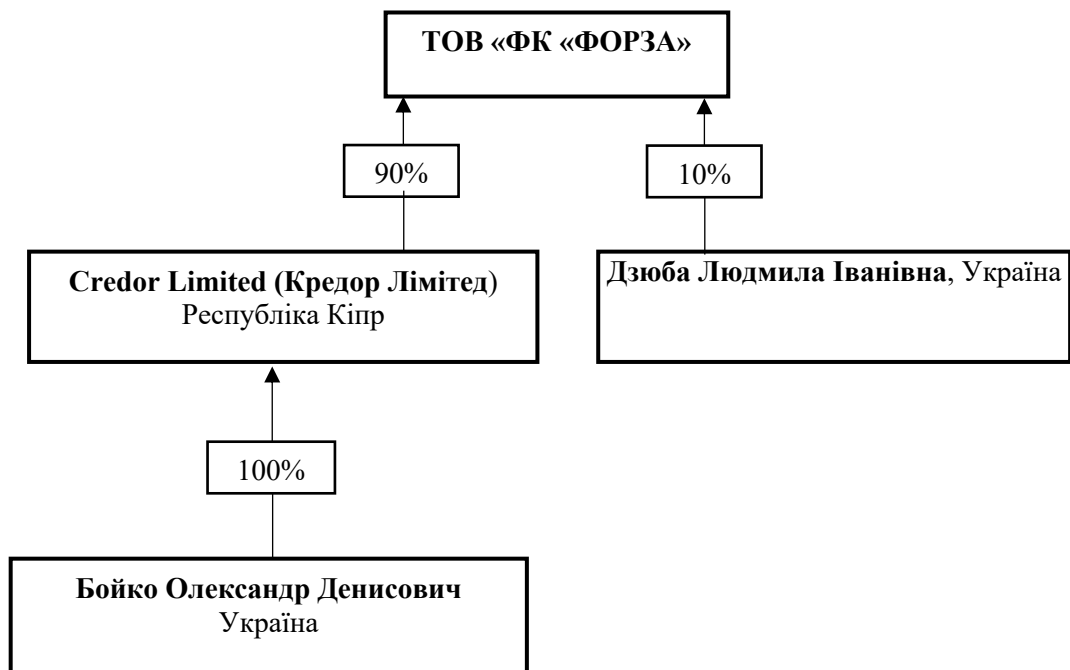 ТОВ «ФК «ФОРЗА»
90%
10%
Credor Limited (Кредор Лімітед)
Республіка Кіпр
Дзюба Людмила Іванівна, Україна
100%
Бойко Олександр Денисович
Україна